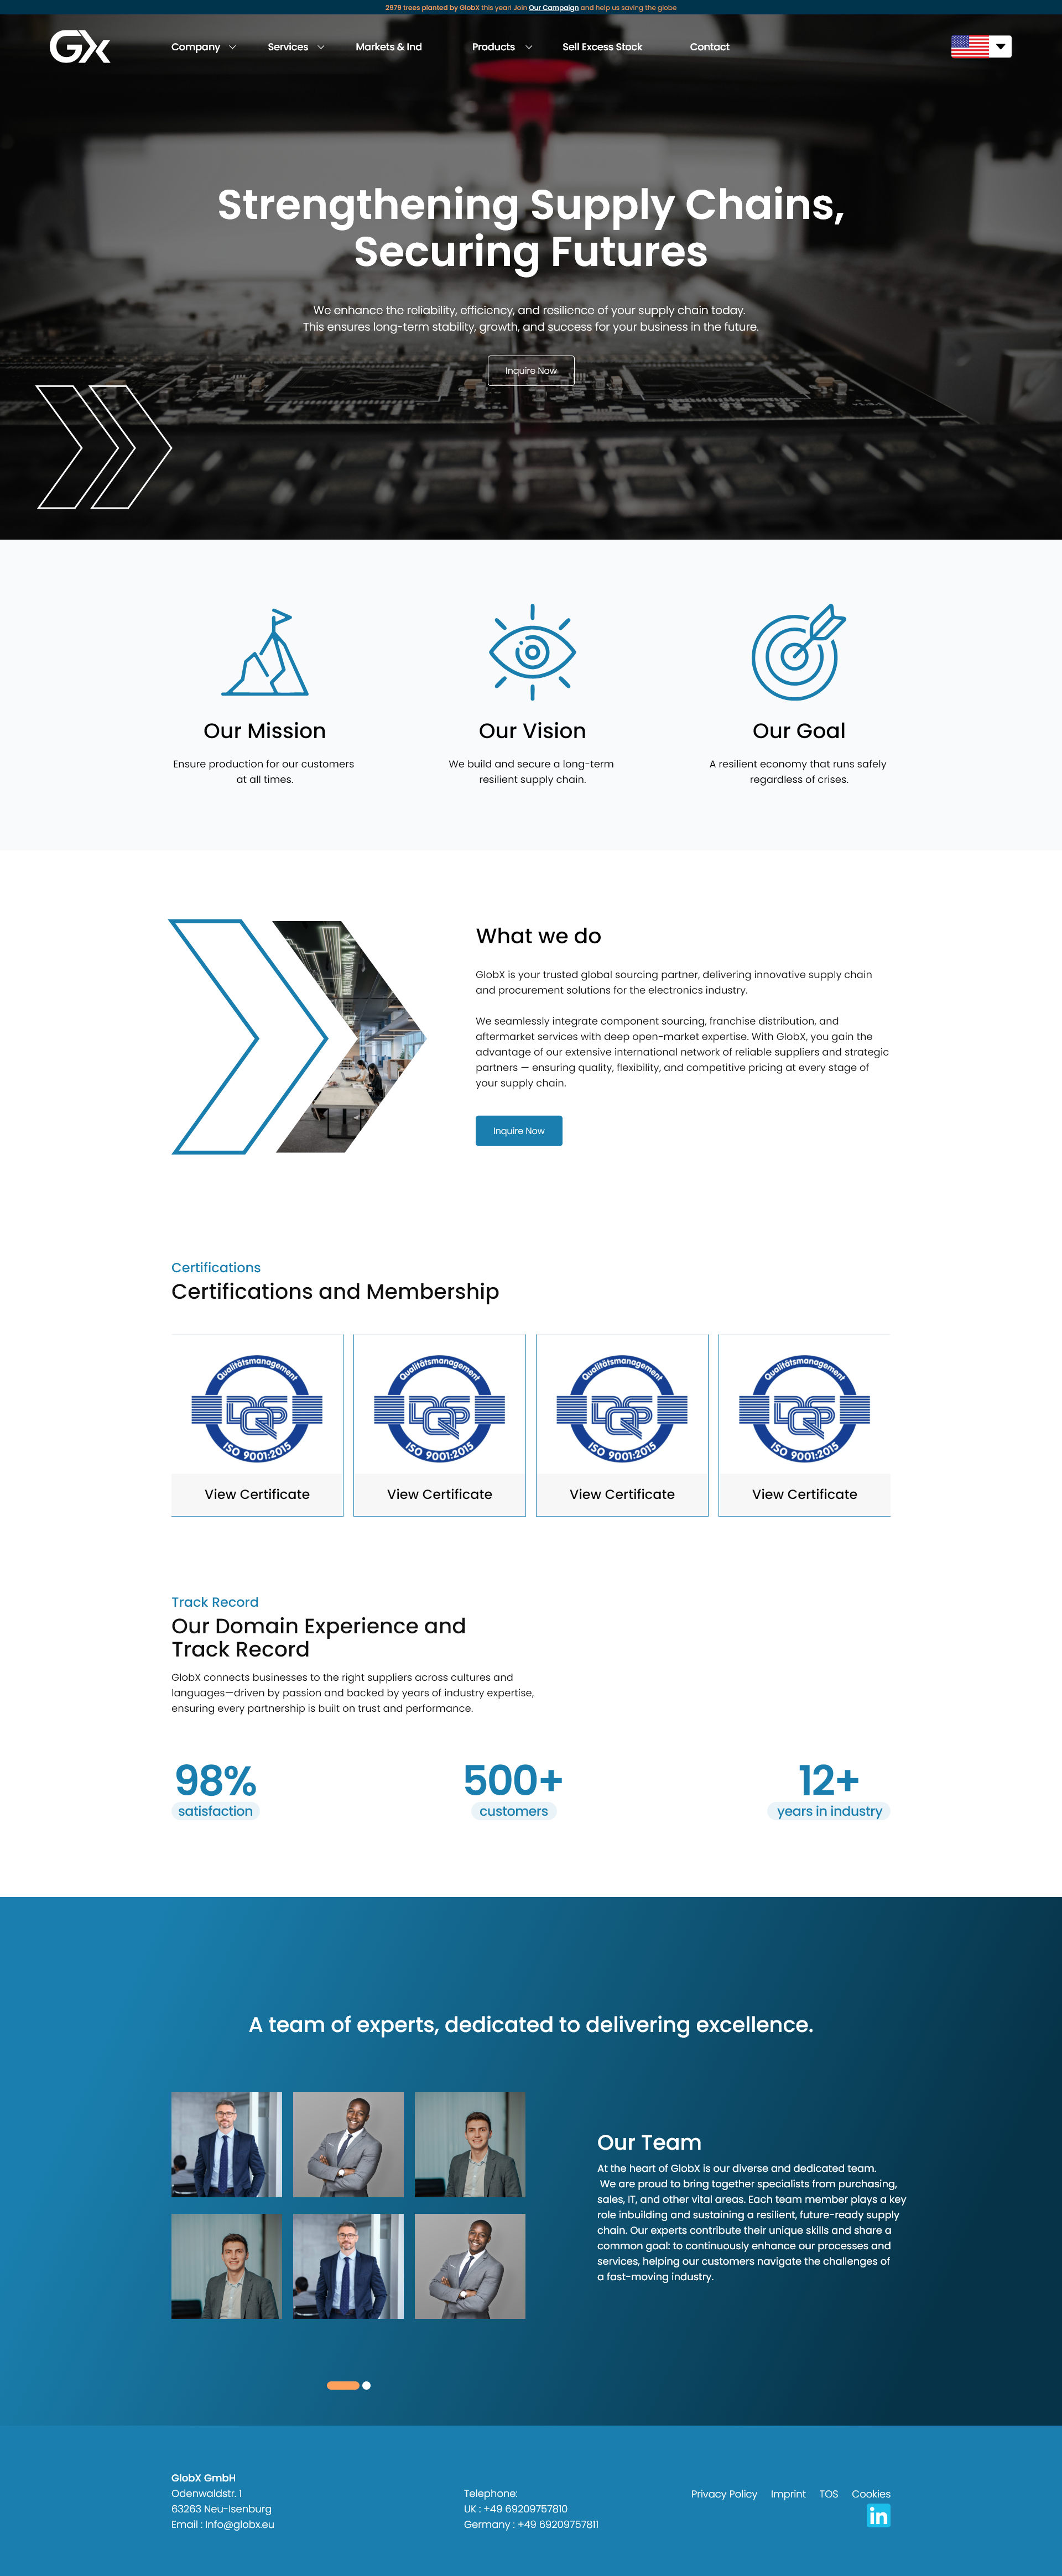 2979 trees planted by GlobX this year! Join Our Campaign and help us saving the globe
GX
Company Services Markets & Ind Products Sell Excess Stock Contact
Strengthening Supply Chains,
Securing Futures
We enhance the reliability, efficiency, and resilience of your supply chain today.
This ensures long-term stability, growth, and success for your business in the future.
Inquire Now
Our Mission
Ensure production for our customers
at all times.
Our Vision
We build and secure a long-term
resilient supply chain.
Our Goal
A resilient economy that runs safely
regardless of crises.
What we do
GlobX is your trusted global sourcing partner, delivering innovative supply chain
and procurement solutions for the electronics industry.
We seamlessly integrate component sourcing, franchise distribution, and
aftermarket services with deep open-market expertise. With GlobX, you gain the
advantage of our extensive international network of reliable suppliers and strategic
partners — ensuring quality, flexibility, and competitive pricing at every stage of
your supply chain.
Inquire Now
Certifications
Certifications and Membership
Qualitätsmanagement
DQS
ISO 9001:2015
View Certificate
Qualitätsmanagement
DQS
ISO 9001:2015
View Certificate
Qualitätsmanagement
DQS
ISO 9001:2015
View Certificate
Qualitätsmanagement
DQS
ISO 9001:2015
View Certificate
Track Record
Our Domain Experience and
Track Record
GlobX connects businesses to the right suppliers across cultures and
languages—driven by passion and backed by years of industry expertise,
ensuring every partnership is built on trust and performance.
98%
satisfaction
500+
customers
12+
years in industry
A team of experts, dedicated to delivering excellence.
Our Team
At the heart of GlobX is our diverse and dedicated team.
We are proud to bring together specialists from purchasing,
sales, IT, and other vital areas. Each team member plays a key
role inbuilding and sustaining a resilient, future-ready supply
chain. Our experts contribute their unique skills and share a
common goal: to continuously enhance our processes and
services, helping our customers navigate the challenges of
a fast-moving industry.
GlobX GmbH
Odenwaldstr. 1
63263 Neu-Isenburg
Email : Info@globx.eu
Telephone:
UK : +49 69209757810
Germany : +49 69209757811
Privacy Policy Imprint TOS Cookies
in